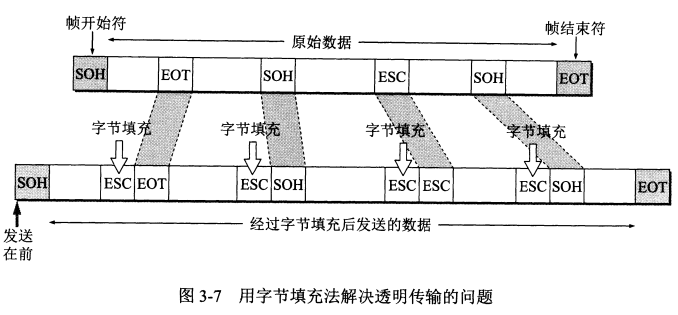 帧开始符
原始数据
帧结束符
SOH EOT SOH ESC SOH EOT
字节填充 字节填充 字节填充 字节填充
SOH ESC EOT ESC SOH ESC ESC ESC SOH EOT
经过字节填充后发送的数据
发送
在前
图 3-7 用字节填充法解决透明传输的问题